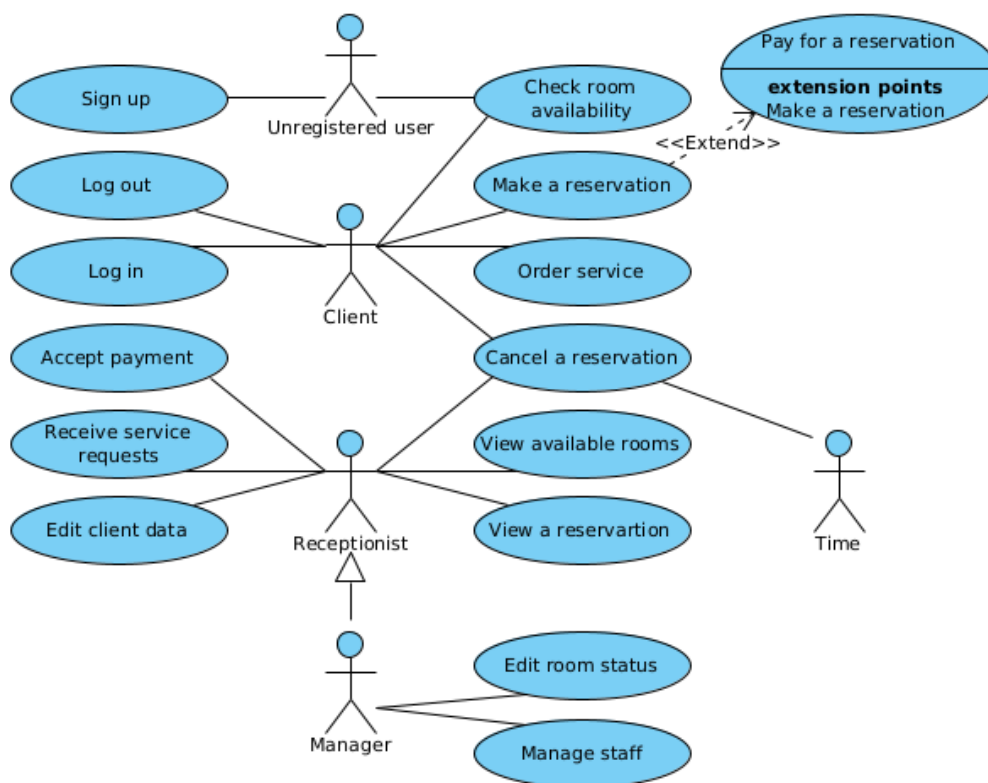 Pay for a reservation
extension points
Make a reservation
Sign up
Check room
availability
Unregistered user
<<Extend>>
Log out
Make a reservation
Log in
Order service
Client
Accept payment
Cancel a reservation
Receive service
requests
View available rooms
Edit client data
View a reservartion
Receptionist
Time
Edit room status
Manager
Manage staff